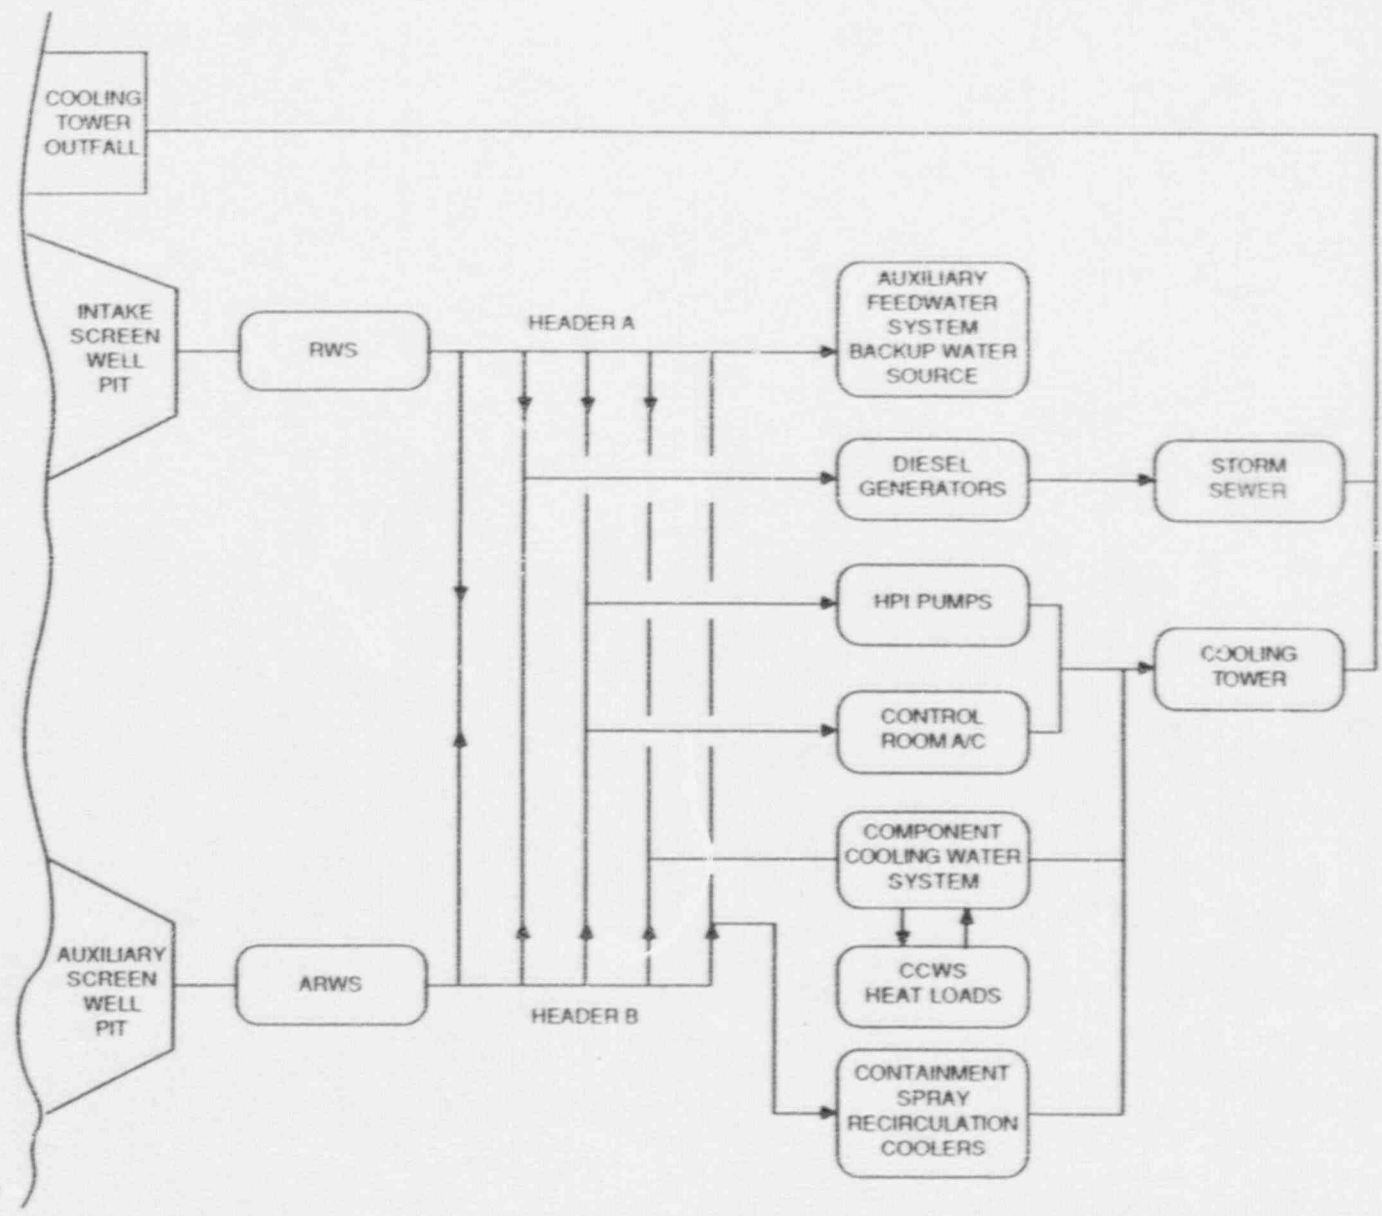 COOLING
TOWER
OUTFALL
INTAKE
SCREEN
WELL
PIT
RWS
HEADER A
AUXILIARY
FEEDWATER
SYSTEM
BACKUP WATER
SOURCE
DIESEL
GENERATORS
STORM
SEWER
HPI PUMPS
COOLING
TOWER
CONTROL
ROOM A/C
COMPONENT
COOLING WATER
SYSTEM
AUXILIARY
SCREEN
WELL
PIT
ARWS
HEADER B
CCWS
HEAT LOADS
CONTAINMENT
SPRAY
RECIRCULATION
COOLERS